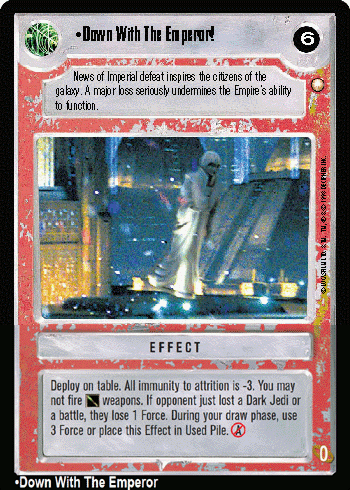 •Down With The Emperor!
6
News of Imperial defeat inspires the citizens of the
galaxy. A major loss seriously undermines the Empire's ability
to function.
EFFECT
Deploy on table. All immunity to attrition is -3. You may
not fire weapons. If opponent just lost a Dark Jedi or
a battle, they lose 1 Force. During your draw phase, use
3 Force or place this Effect in Used Pile. A
0
•Down With The Emperor